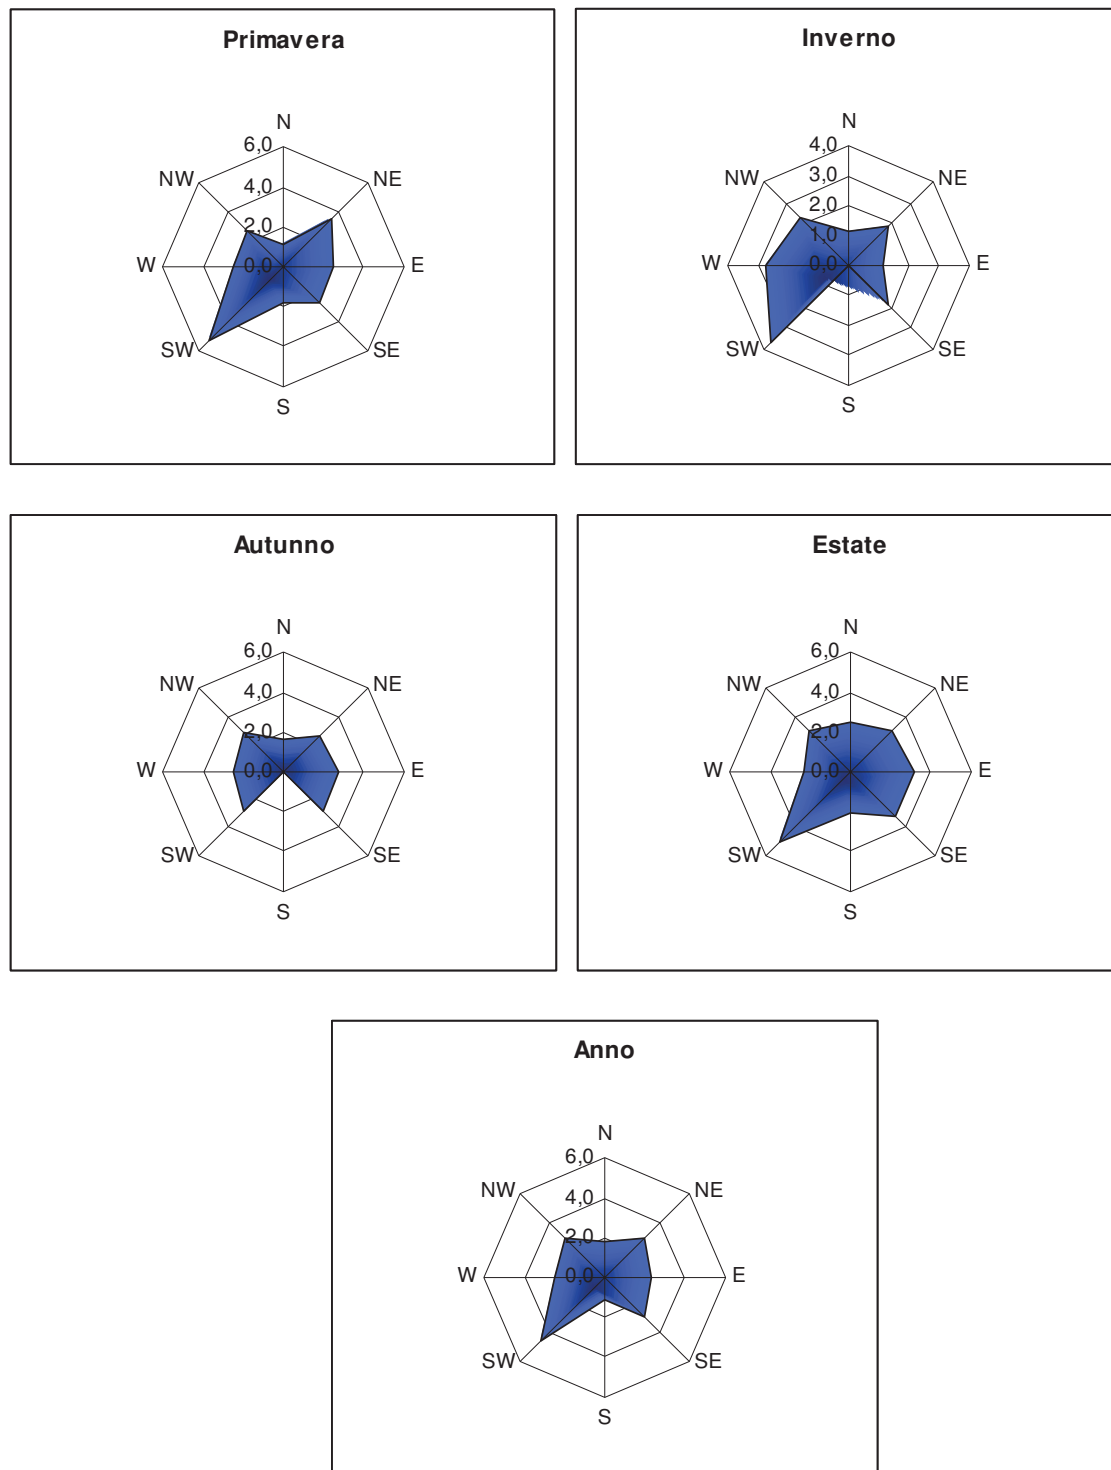 Primavera
N
6,0
NW
NE
4,0
2,0
W
0,0
E
SW
SE
S
Inverno
N
4,0
NW
3,0
NE
2,0
1,0
W
0,0
E
SW
SE
S
Autunno
N
6,0
NW
NE
4,0
2,0
W
0,0
E
SW
SE
S
Estate
N
6,0
NW
NE
4,0
2,0
W
0,0
E
SW
SE
S
Anno
N
6,0
NW
NE
4,0
2,0
W
0,0
E
SW
SE
S